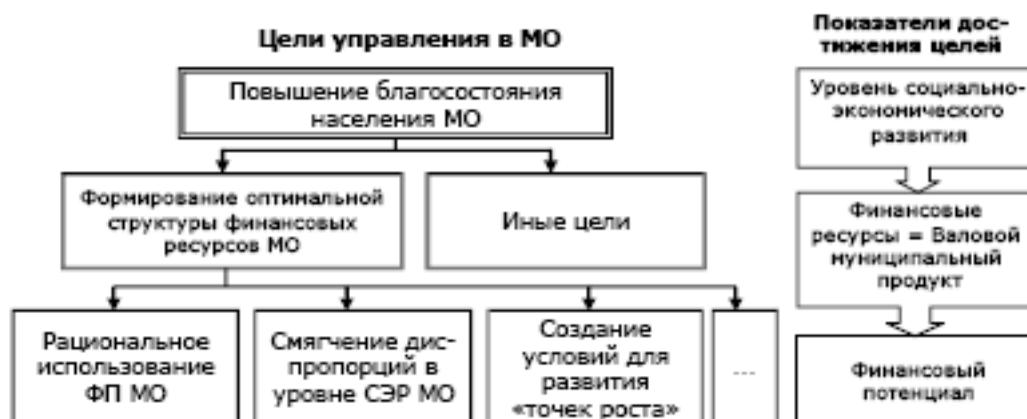 Цели управления в МО
Повышение благосостояния
населения МО
Формирование оптимальной
структуры финансовых
ресурсов МО
Иные цели
Рациональное
использование
ФП МО
Смягчение дис-
пропорций в
уровне СЭР МО
Создание
условий для
развития
«точек роста»
...
Показатели дос-
тижения целей
Уровень социально-
экономического
развития
Финансовые
ресурсы = Валовой
муниципальный
продукт
Финансовый
потенциал